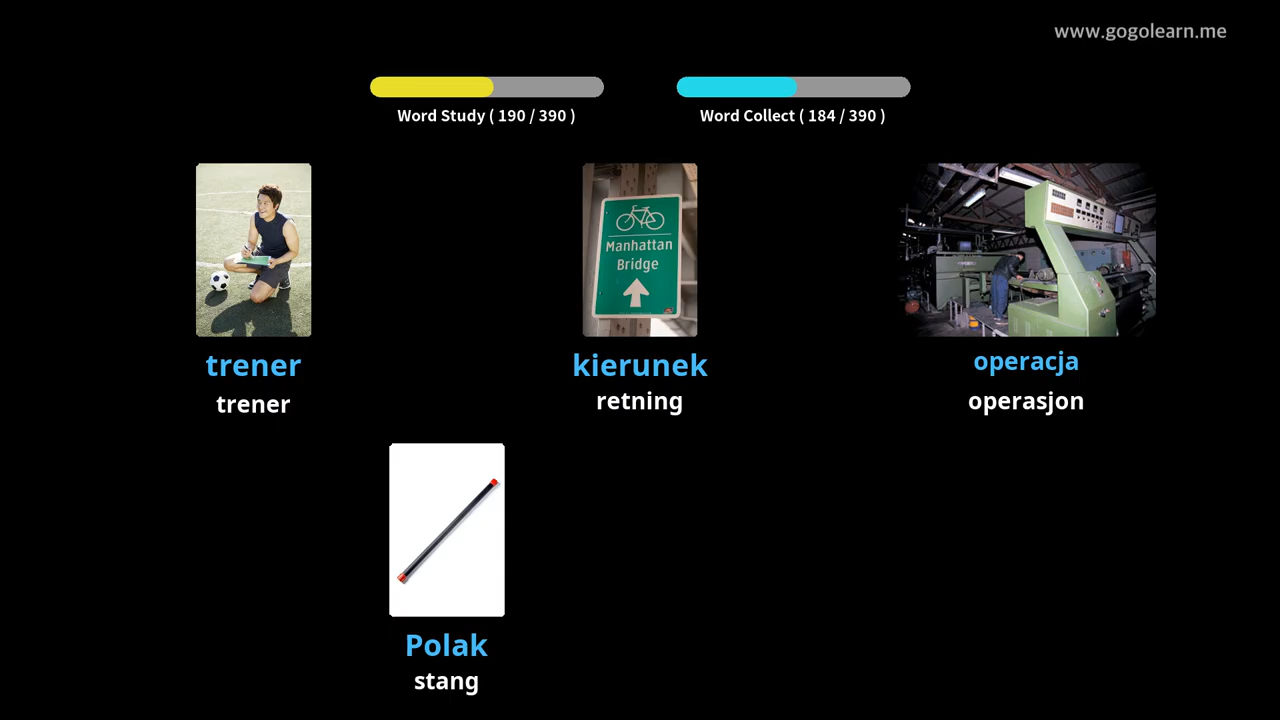 www.gogolearn.me
Word Study ( 190 / 390 )
Word Collect ( 184 / 390 )
Manhattan
Bridge
trener
trener
kierunek
retning
operacja
operasjon
Polak
stang